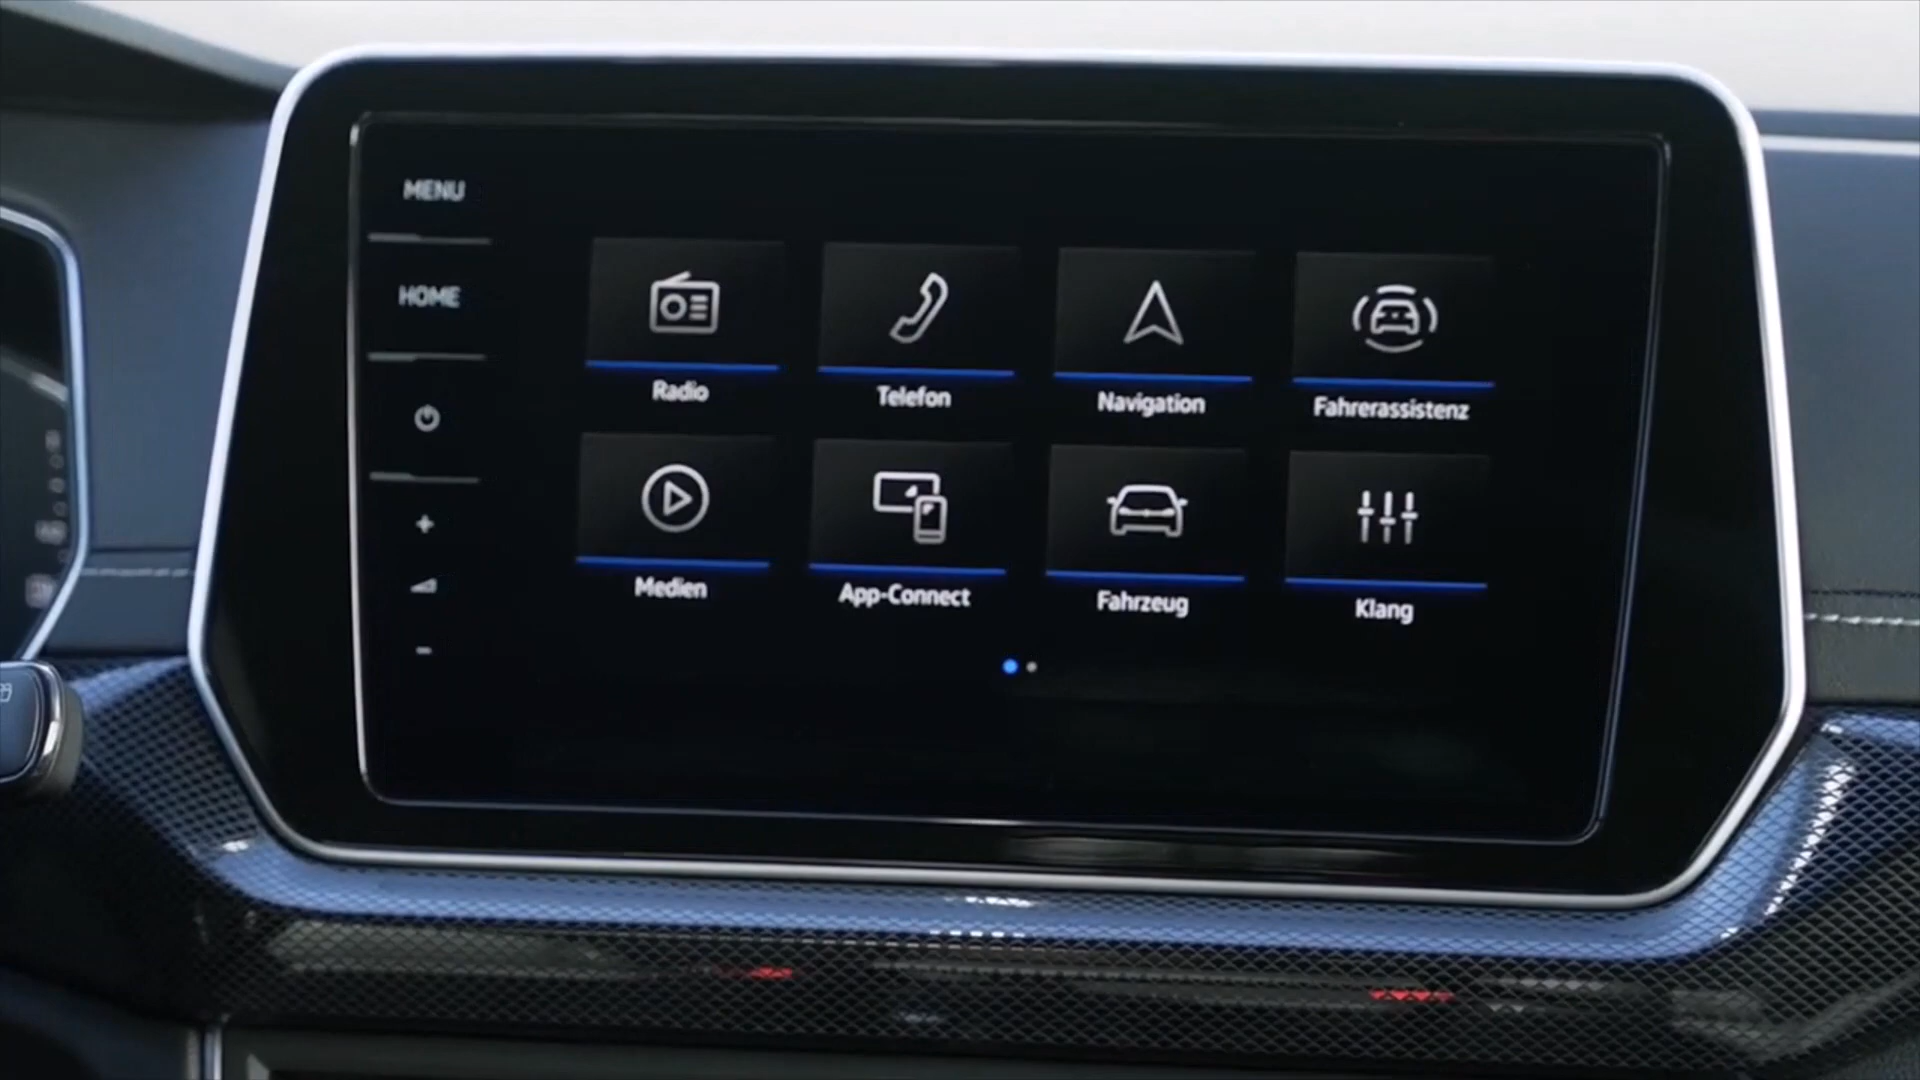 MENU
HOME
Radio
Telefon
Navigation
Fahrerassistenz
Medien
App-Connect
Fahrzeug
Klang